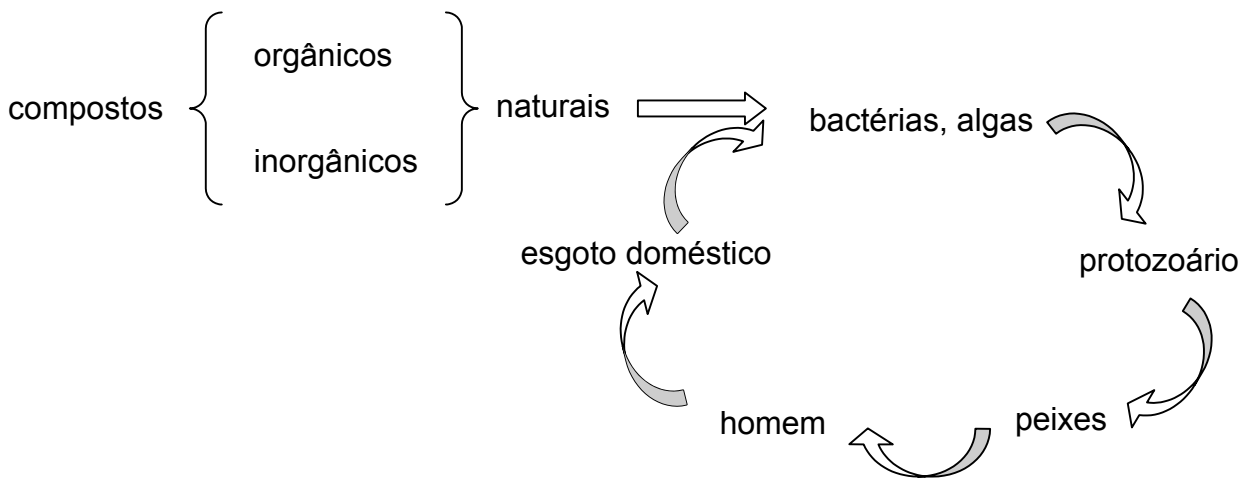 orgânicos
compostos
naturais
bactérias, algas
inorgânicos
esgoto doméstico
protozoário
homem
peixes